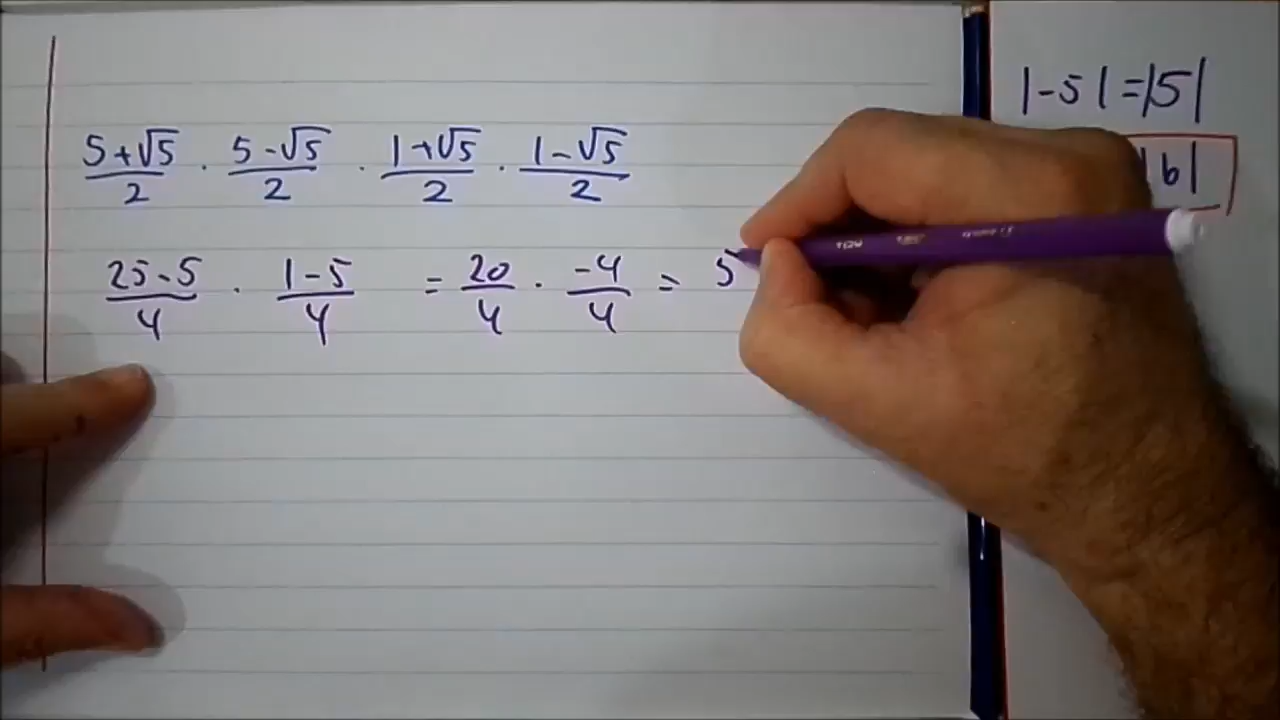 5+√5/2 · 5-√5/2 · 1+√5/2 · 1-√5/2
25-5/4 · 1-5/4 = 20/4 · -4/4 = 5
|-5| = |5|
|b|